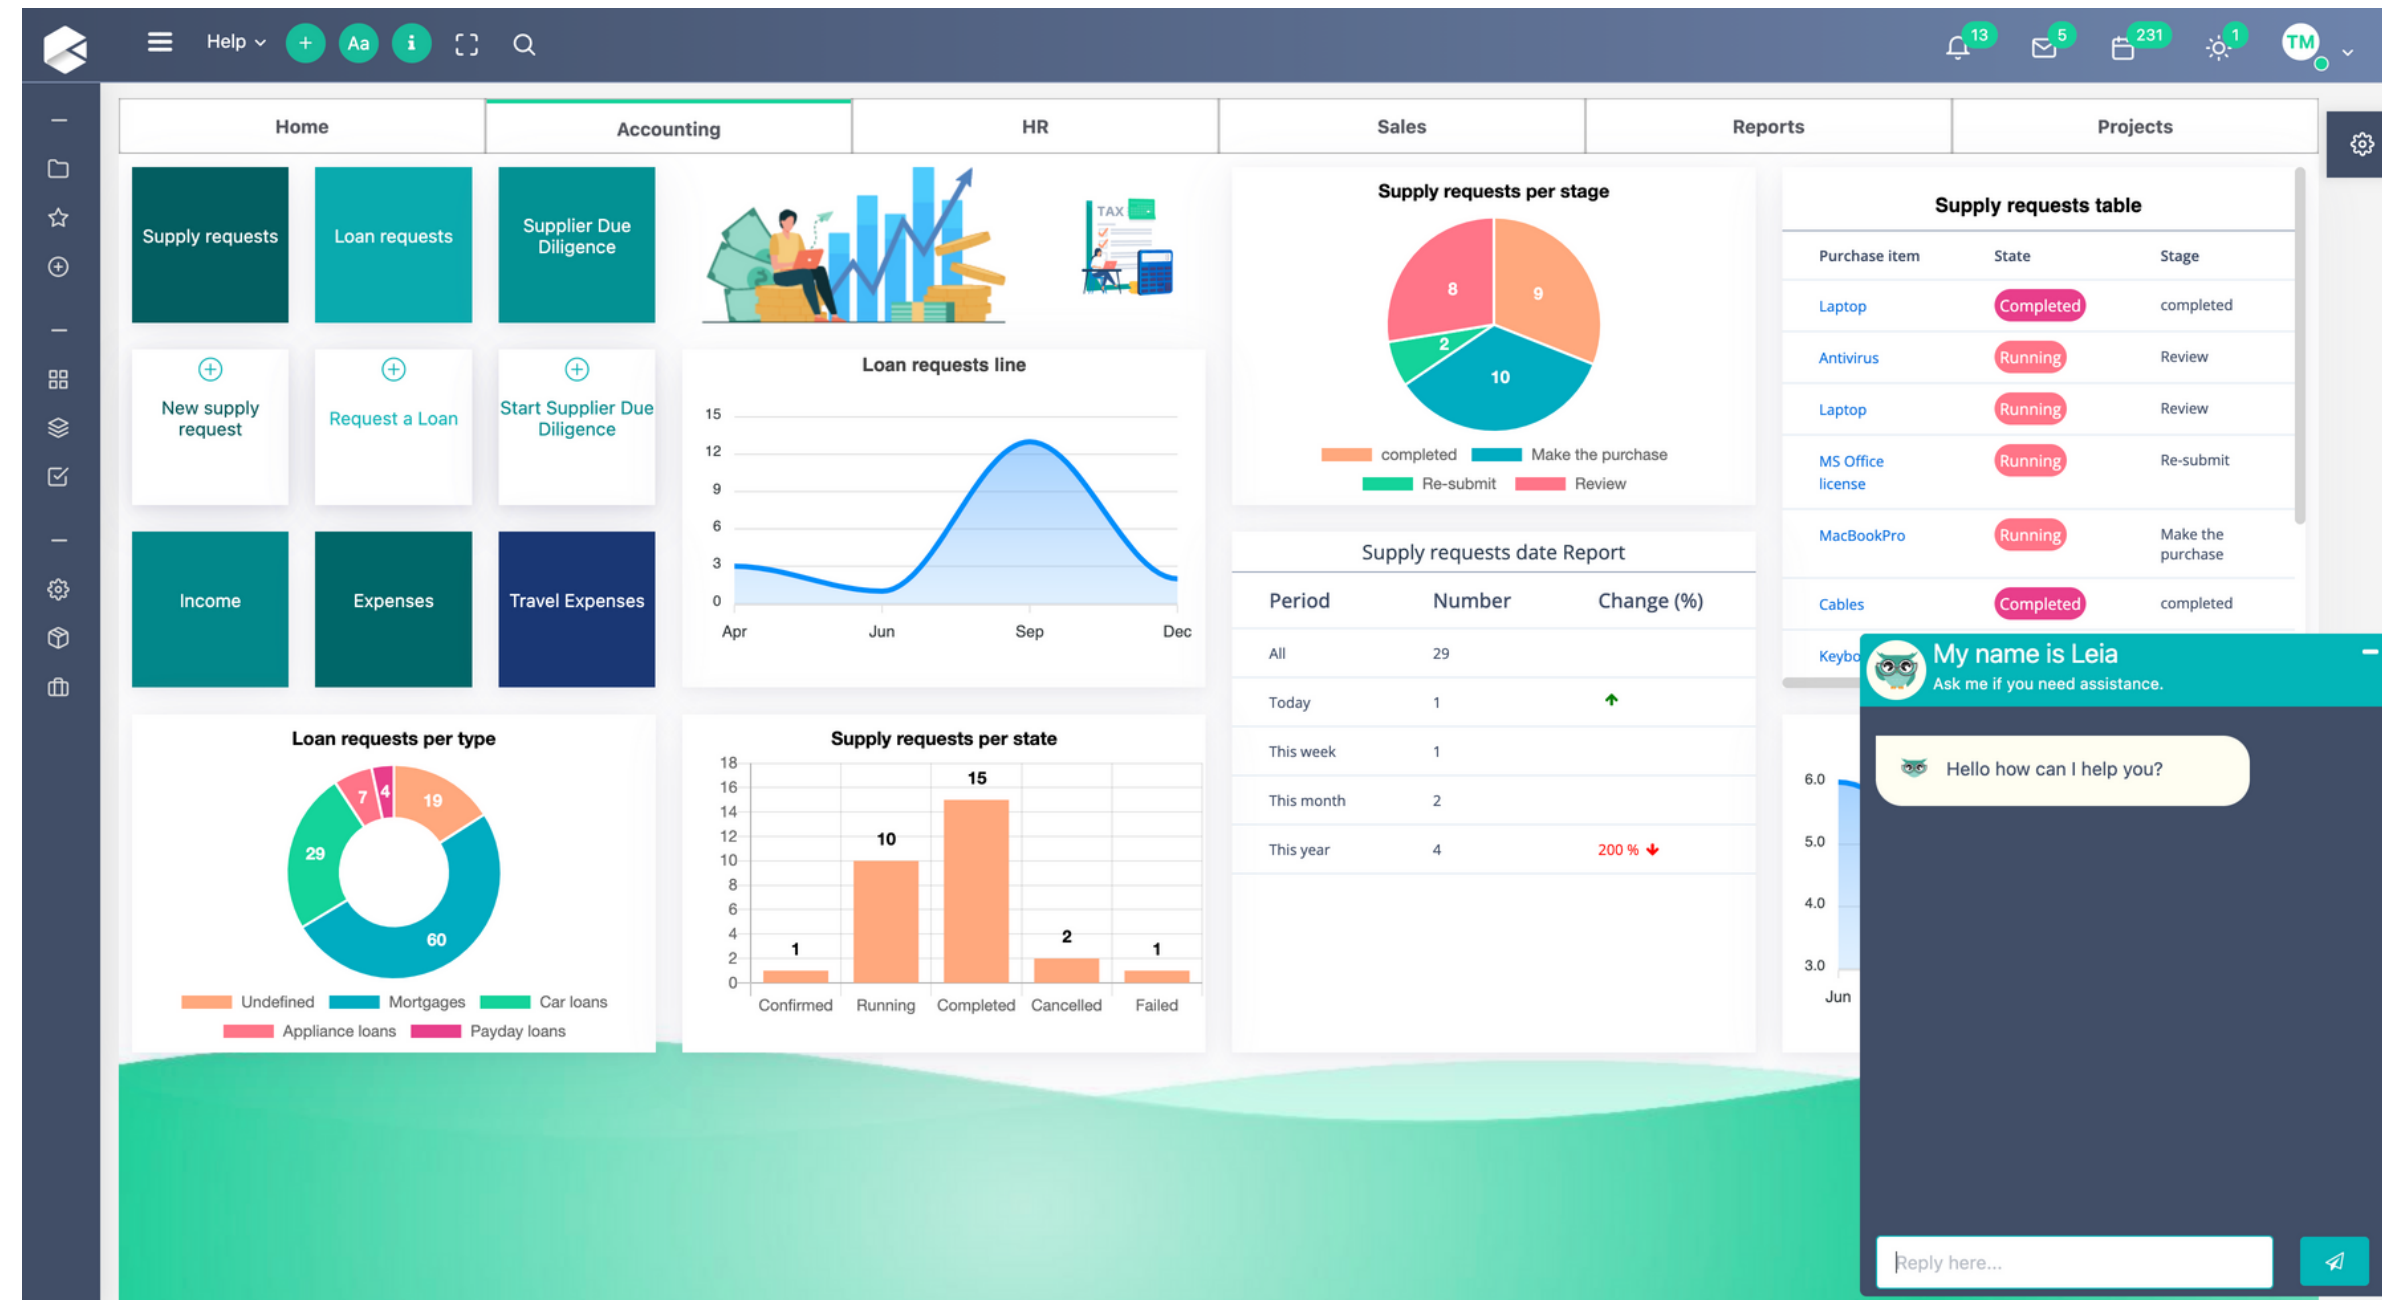 Help
Aa
i
13
5
231
1
TM
Home
Accounting
HR
Sales
Reports
Projects
Supply requests
Loan requests
Supplier Due
Diligence
TAX
New supply
request
Request a Loan
Start Supplier Due
Diligence
Income
Expenses
Travel Expenses
Loan requests line
15
12
9
6
3
0
Apr
Jun
Sep
Dec
Supply requests per stage
8
9
2
10
completed
Make the purchase
Re-submit
Review
Supply requests table
Purchase item
State
Stage
Laptop
Completed
completed
Antivirus
Running
Review
Laptop
Running
Review
MS Office
license
Running
Re-submit
MacBookPro
Running
Make the
purchase
Cables
Completed
completed
Keybo
Supply requests date Report
Period
Number
Change (%)
All
29
Today
1
This week
1
This month
2
This year
4
200 %
Loan requests per type
7
4
19
29
60
Undefined
Mortgages
Car loans
Appliance loans
Payday loans
Supply requests per state
18
16
14
12
10
8
6
4
2
0
1
10
15
2
1
Confirmed
Running
Completed
Cancelled
Failed
6.0
5.0
4.0
3.0
Jun
My name is Leia
Ask me if you need assistance.
Hello how can I help you?
Reply here...